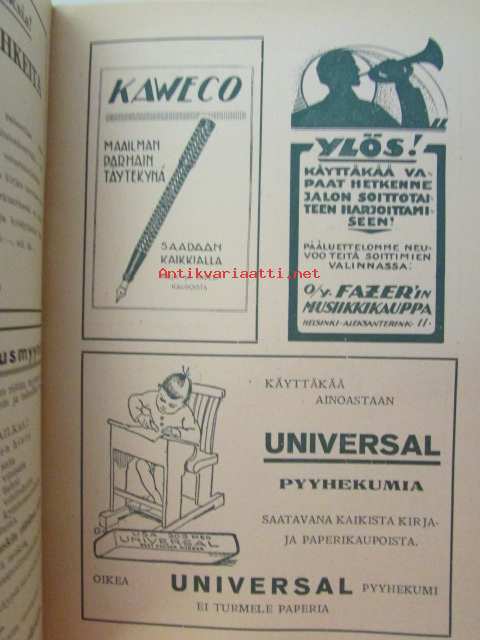 KAWECO
MAAILMAN
PARHAIN
TÄYTEKYNÄ
SAADAAN
KAIKKIALLA
KAUPOISTA
Antikvariaatti.net
YLÖS!
KÄYTTÄKÄÄ VA-
PAAT HETKENNE
JALON SOITTOTAI-
TEEN HARJOITTAMI-
SEEN!
PÄÄLUETTELOMME NEU-
VOO TEITÄ SOITTIMIEN
VALINNASSA:
O/y. FAZER'in
MUSIIKKIKAUPPA
HELSINKI-ALEKSANTERINK. 11
KÄYTTÄKÄÄ
AINOASTAAN
UNIVERSAL
PYYHEKUMIA
SAATAVANA KAIKISTA KIRJA-
JA PAPERIKAUPOISTA.
USA
UNIVERSAL
OIKEA UNIVERSAL PYYHEKUMI
EI TURMELE PAPERIA